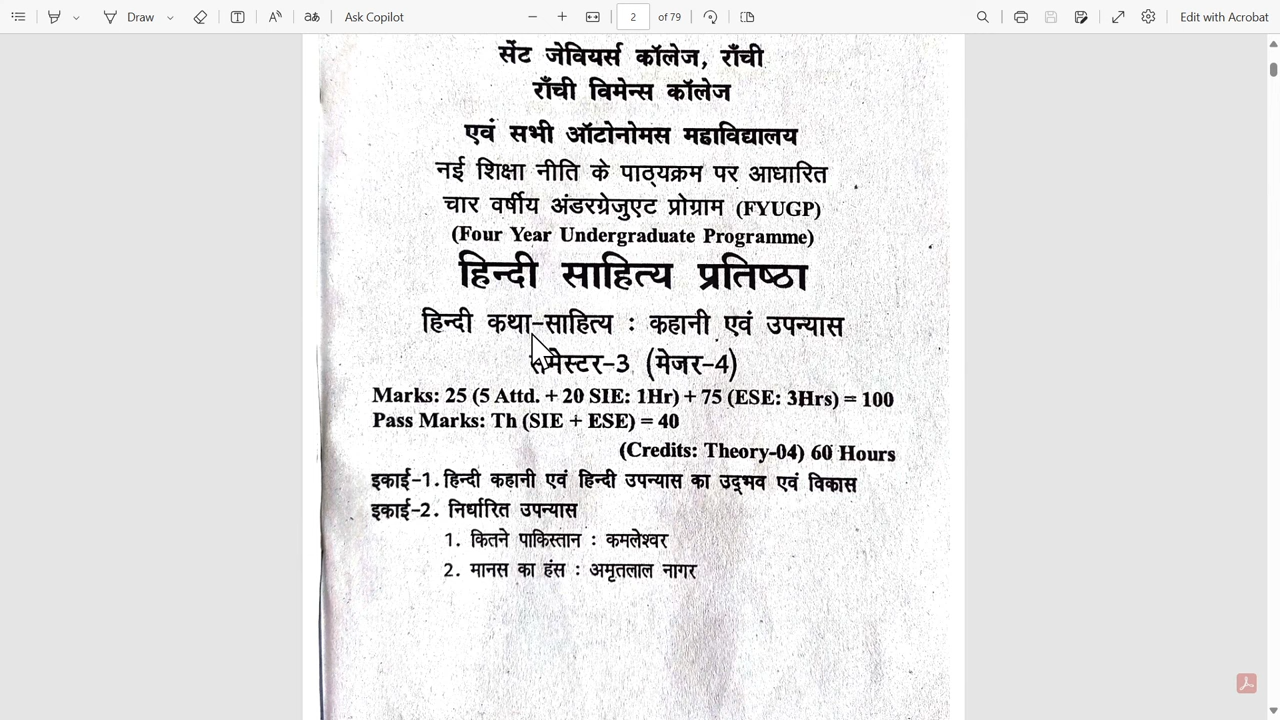 Draw
Ask Copilot
2 of 79
Edit with Acrobat
सेंट जेवियर्स कॉलेज, राँची
राँची विमेन्स कॉलेज
एवं सभी ऑटोनोमस महाविद्यालय
नई शिक्षा नीति के पाठ्यक्रम पर आधारित
चार वर्षीय अंडरग्रेजुएट प्रोग्राम (FYUGP)
(Four Year Undergraduate Programme)
हिन्दी साहित्य प्रतिष्ठा
हिन्दी कथा-साहित्य : कहानी एवं उपन्यास
सेमेस्टर-3 (मेजर-4)
Marks: 25 (5 Attd. + 20 SIE: 1Hr) + 75 (ESE: 3Hrs) = 100
Pass Marks: Th (SIE + ESE) = 40
(Credits: Theory-04) 60 Hours
इकाई-1. हिन्दी कहानी एवं हिन्दी उपन्यास का उद्भव एवं विकास
इकाई-2. निर्धारित उपन्यास
1. कितने पाकिस्तान : कमलेश्वर
2. मानस का हंस : अमृतलाल नागर